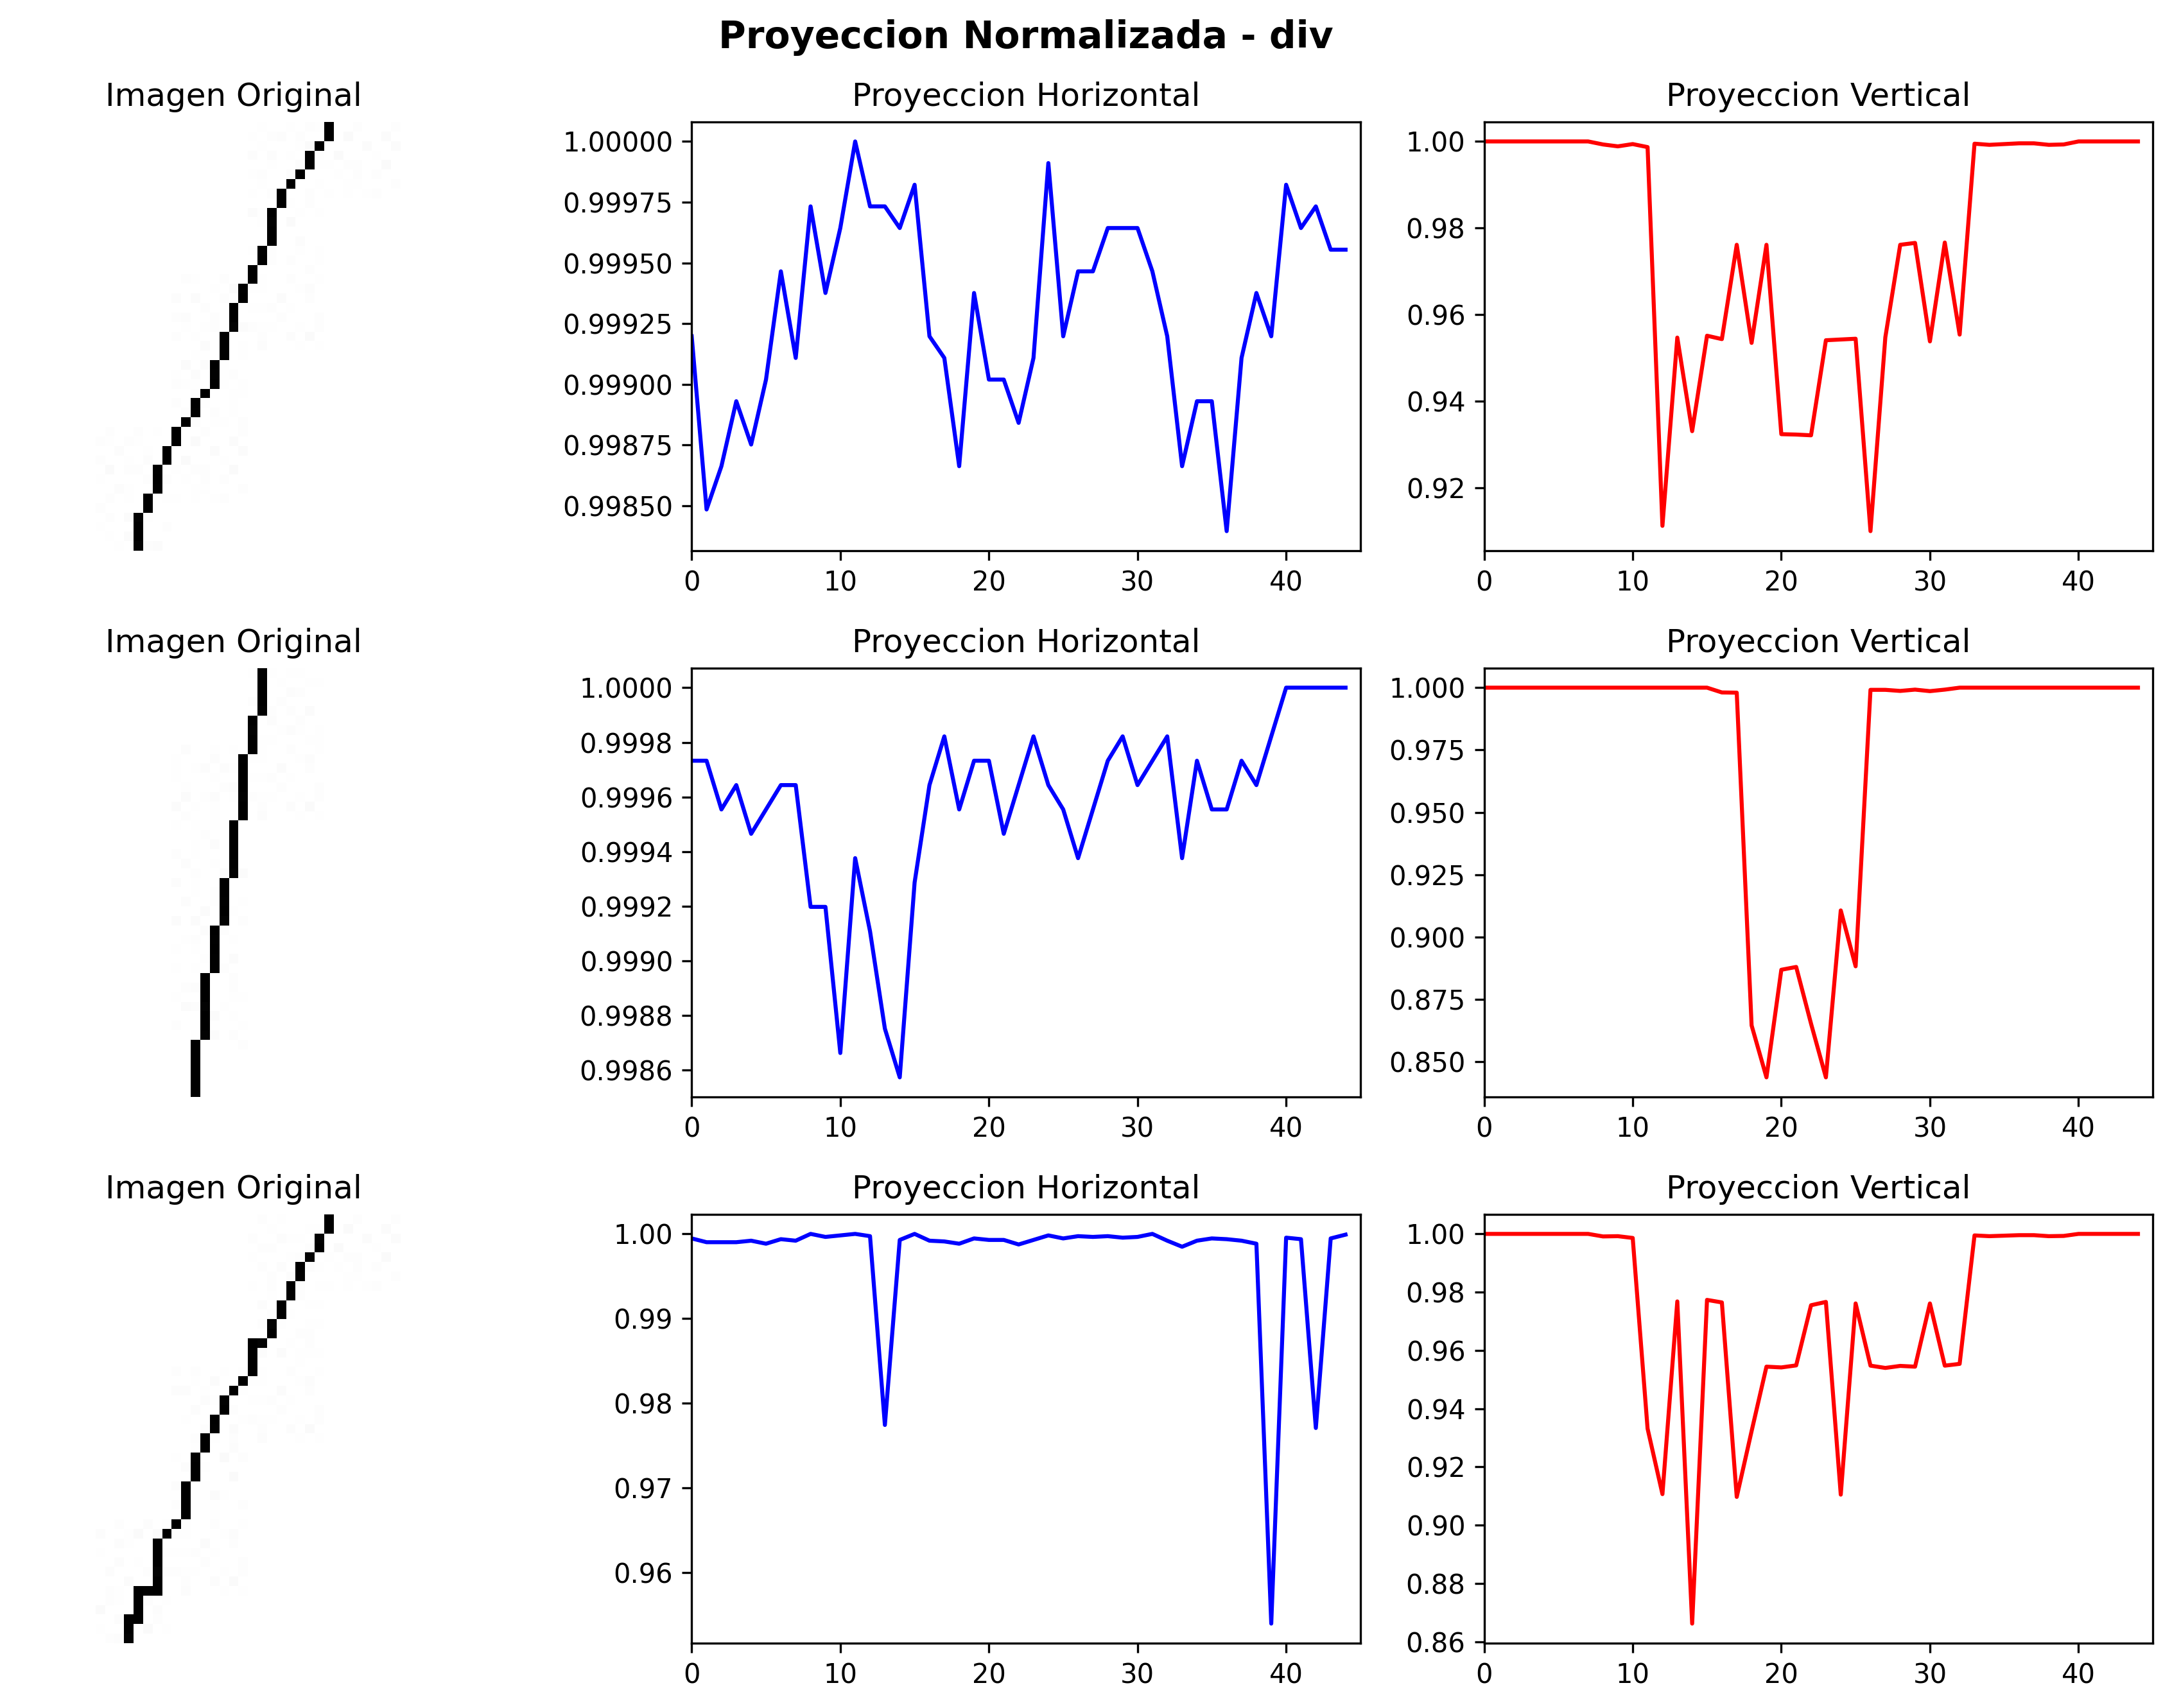 Proyeccion Normalizada - div
Imagen Original
Proyeccion Horizontal
Proyeccion Vertical
1.00000
0.99975
0.99950
0.99925
0.99900
0.99875
0.99850
0 10 20 30 40
1.00
0.98
0.96
0.94
0.92
0 10 20 30 40
Imagen Original
Proyeccion Horizontal
Proyeccion Vertical
1.0000
0.9998
0.9996
0.9994
0.9992
0.9990
0.9988
0.9986
0 10 20 30 40
1.000
0.975
0.950
0.925
0.900
0.875
0.850
0 10 20 30 40
Imagen Original
Proyeccion Horizontal
Proyeccion Vertical
1.00
0.99
0.98
0.97
0.96
0 10 20 30 40
1.00
0.98
0.96
0.94
0.92
0.90
0.88
0.86
0 10 20 30 40